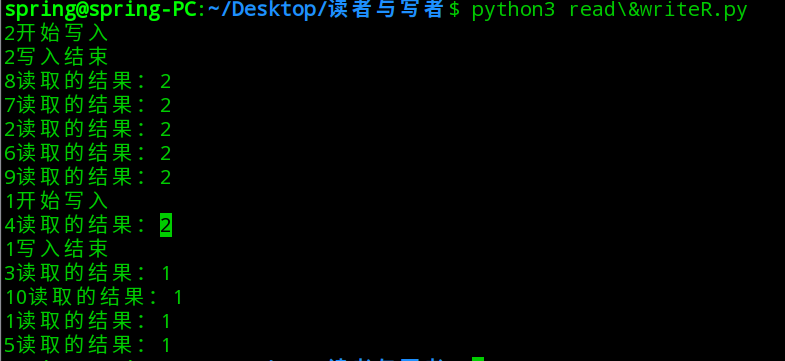 spring@spring-PC:~/Desktop/读者与写者$ python3 read\&writeR.py
2开始写入
2写入结束
8读取的结果：2
7读取的结果：2
2读取的结果：2
6读取的结果：2
9读取的结果：2
1开始写入
4读取的结果：2
1写入结束
3读取的结果：1
10读取的结果：1
1读取的结果：1
5读取的结果：1